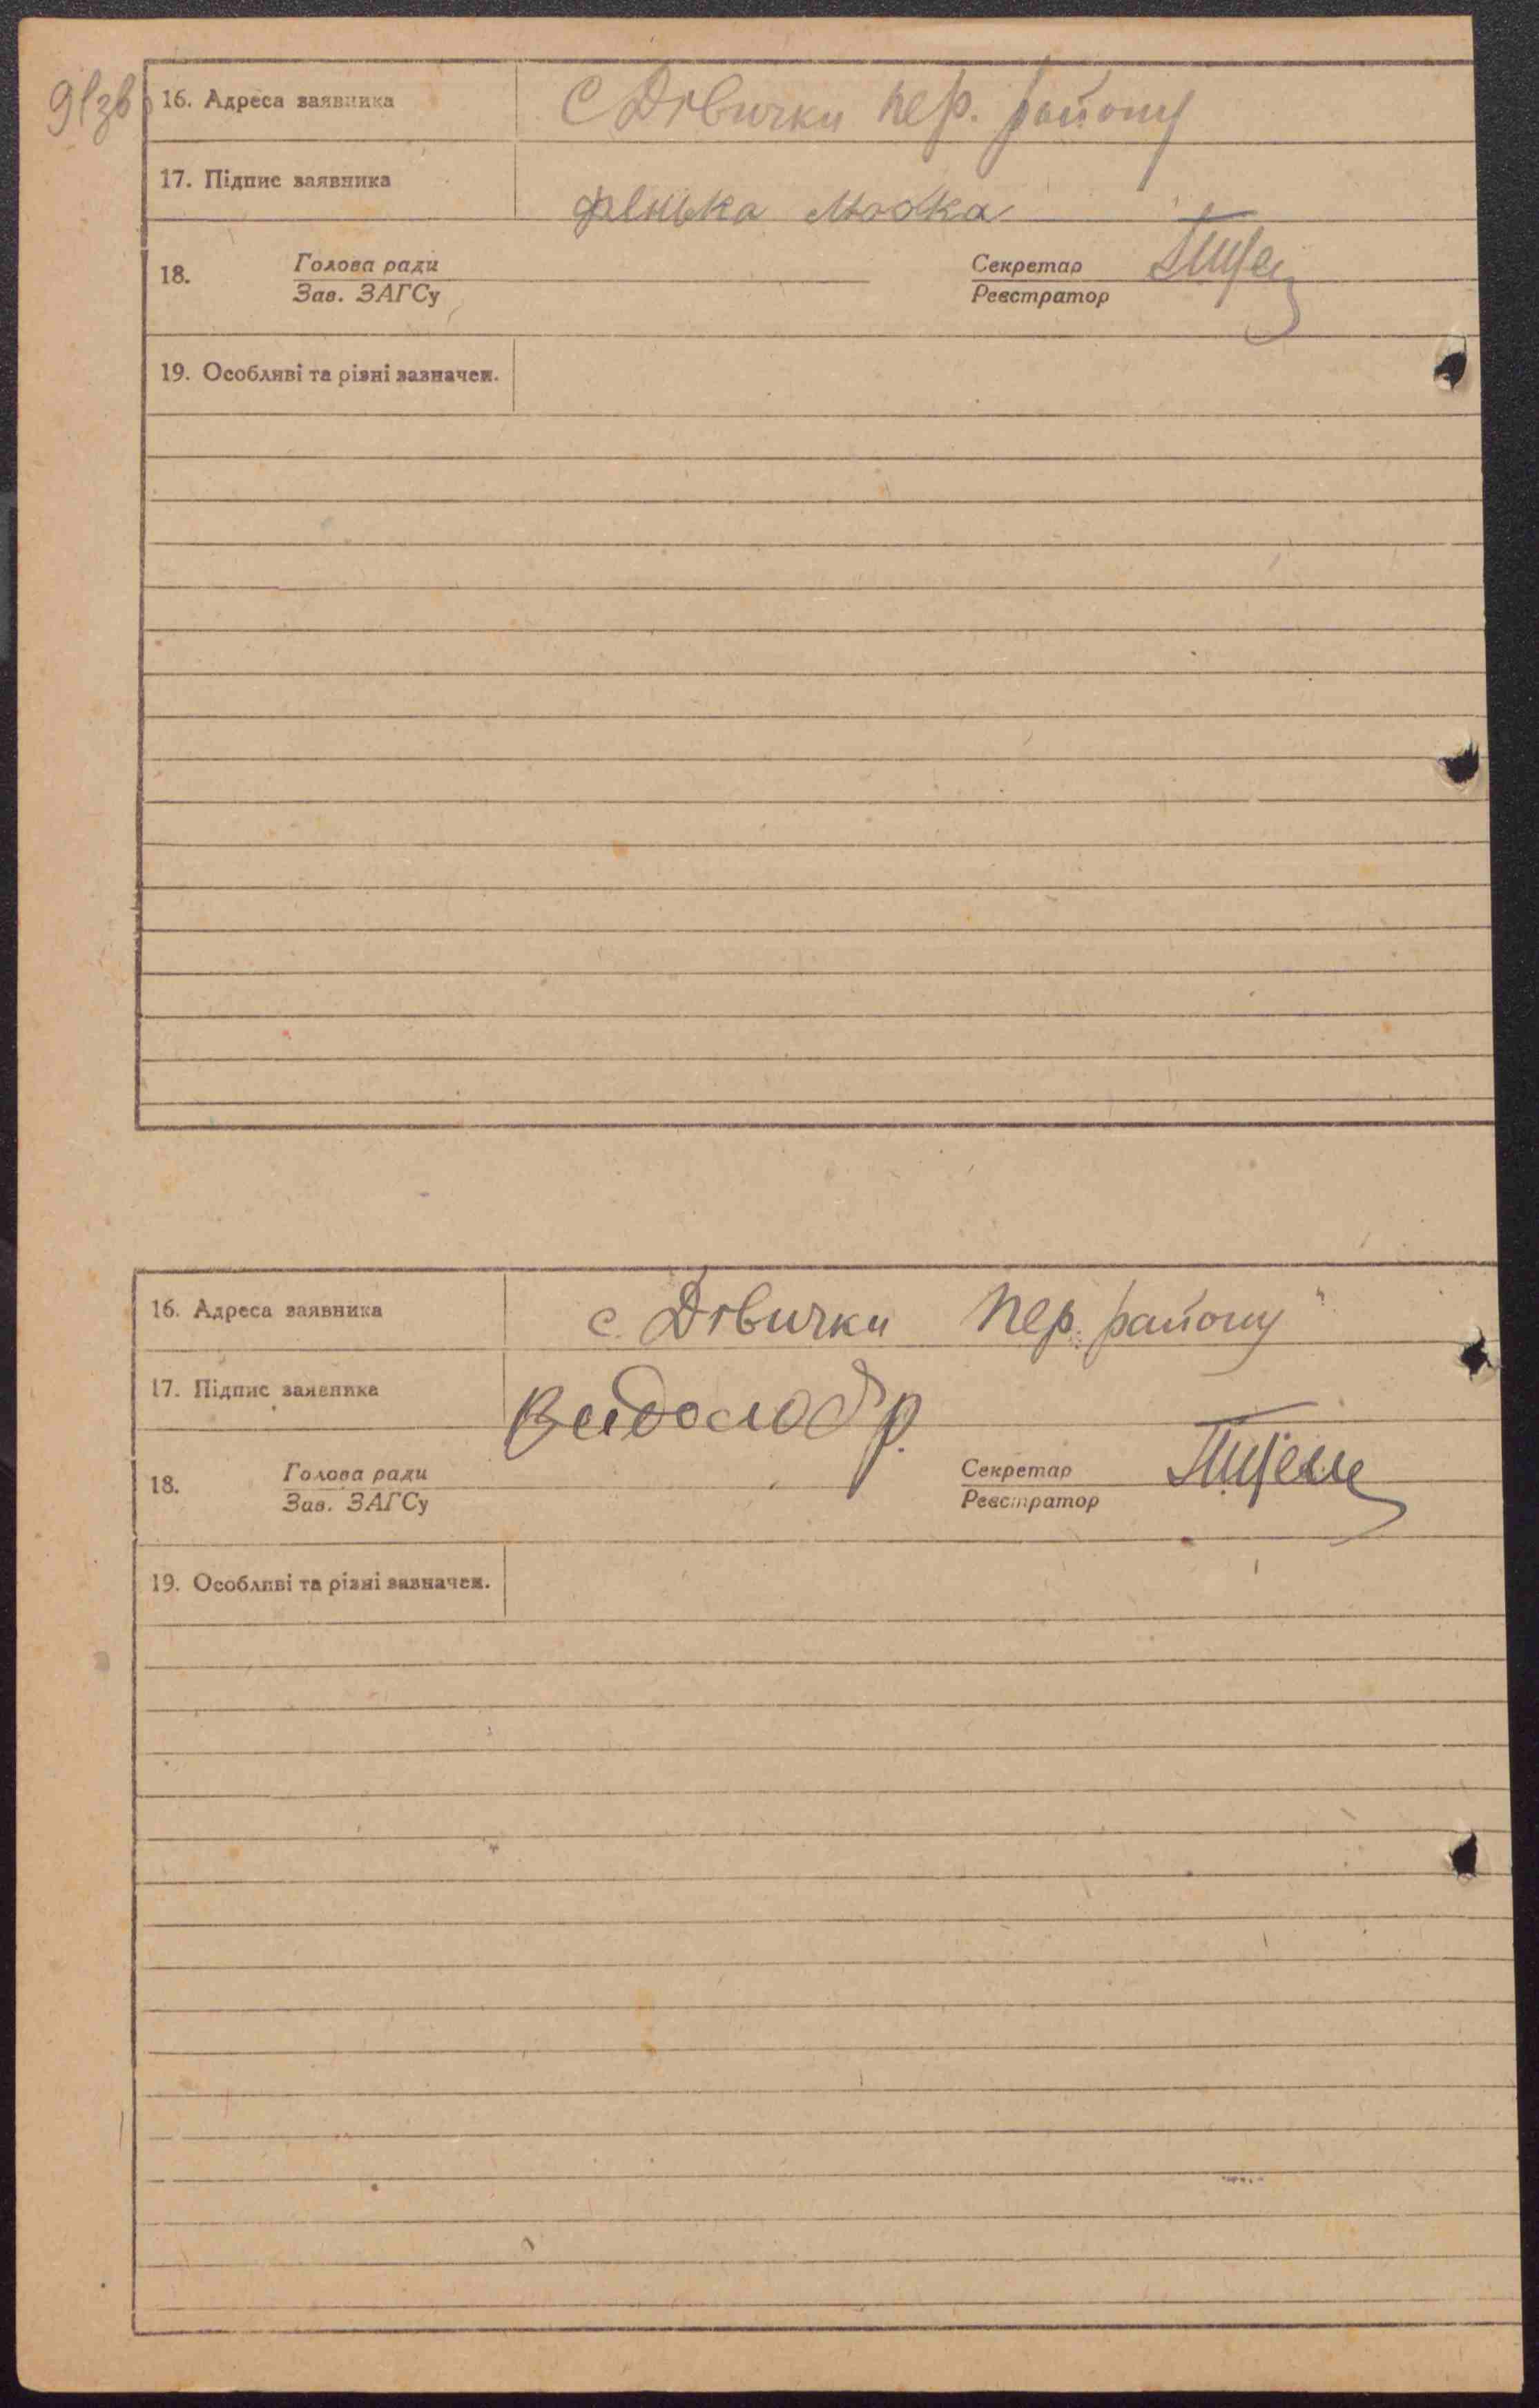 91зв
16. Адреса заявника С Дівички пер. району
17. Підпис заявника фенька
18. Голова ради Секретар
Зав. ЗАГСу Реєстратор
19. Особливі та різні зазначен.
16. Адреса заявника с. Дівички Пер. району
17. Підпис заявника
18. Голова ради Секретар
Зав. ЗАГСу Реєстратор
19. Особливі та різні зазначен.